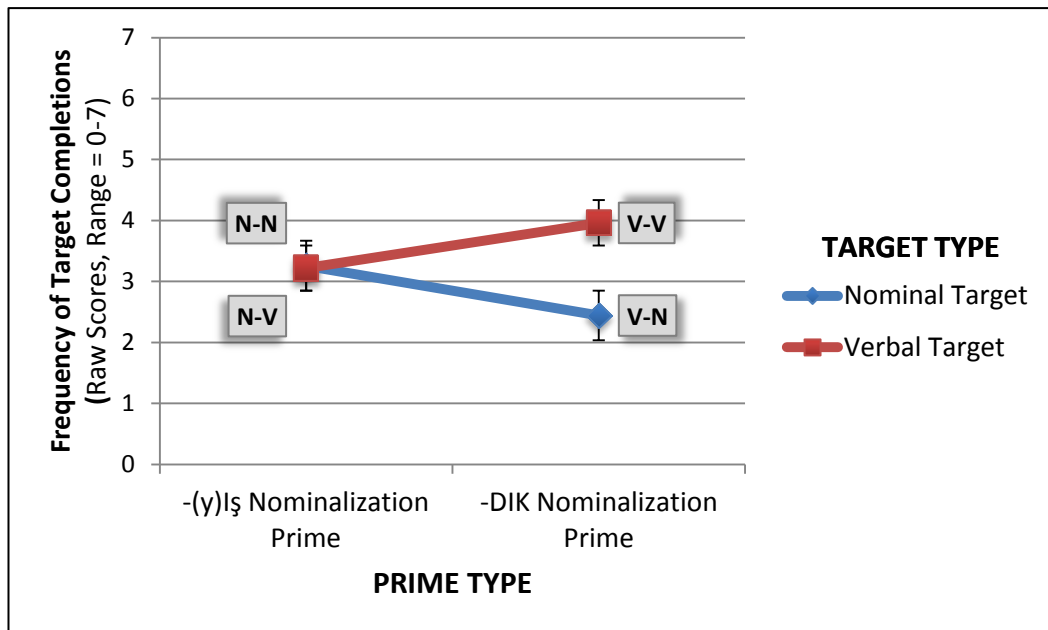 Frequency of Target Completions
(Raw Scores, Range = 0-7)
7
6
5
4
3
2
1
0
N-N
N-V
V-V
V-N
-(y)Iş Nominalization
Prime
-DIK Nominalization
Prime
PRIME TYPE
TARGET TYPE
Nominal Target
Verbal Target